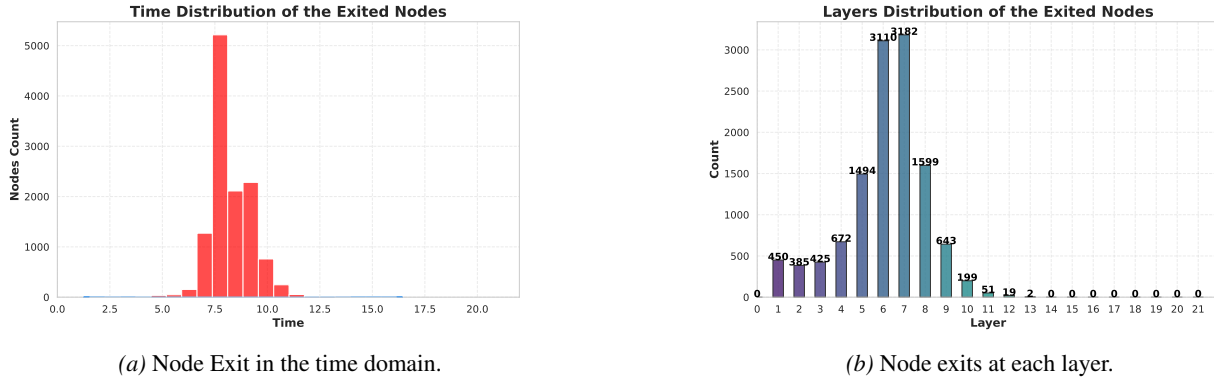 Time Distribution of the Exited Nodes
5000
4000
3000
2000
1000
0
Nodes Count
0.0 2.5 5.0 7.5 10.0 12.5 15.0 17.5 20.0
Time
(a) Node Exit in the time domain.
Layers Distribution of the Exited Nodes
3000
2500
2000
1500
1000
500
0
Count
0 450 385 425 672 1494 3110 3182 1599 643 199 51 19 2 0 0 0 0 0 0 0 0
0 1 2 3 4 5 6 7 8 9 10 11 12 13 14 15 16 17 18 19 20 21
Layer
(b) Node exits at each layer.